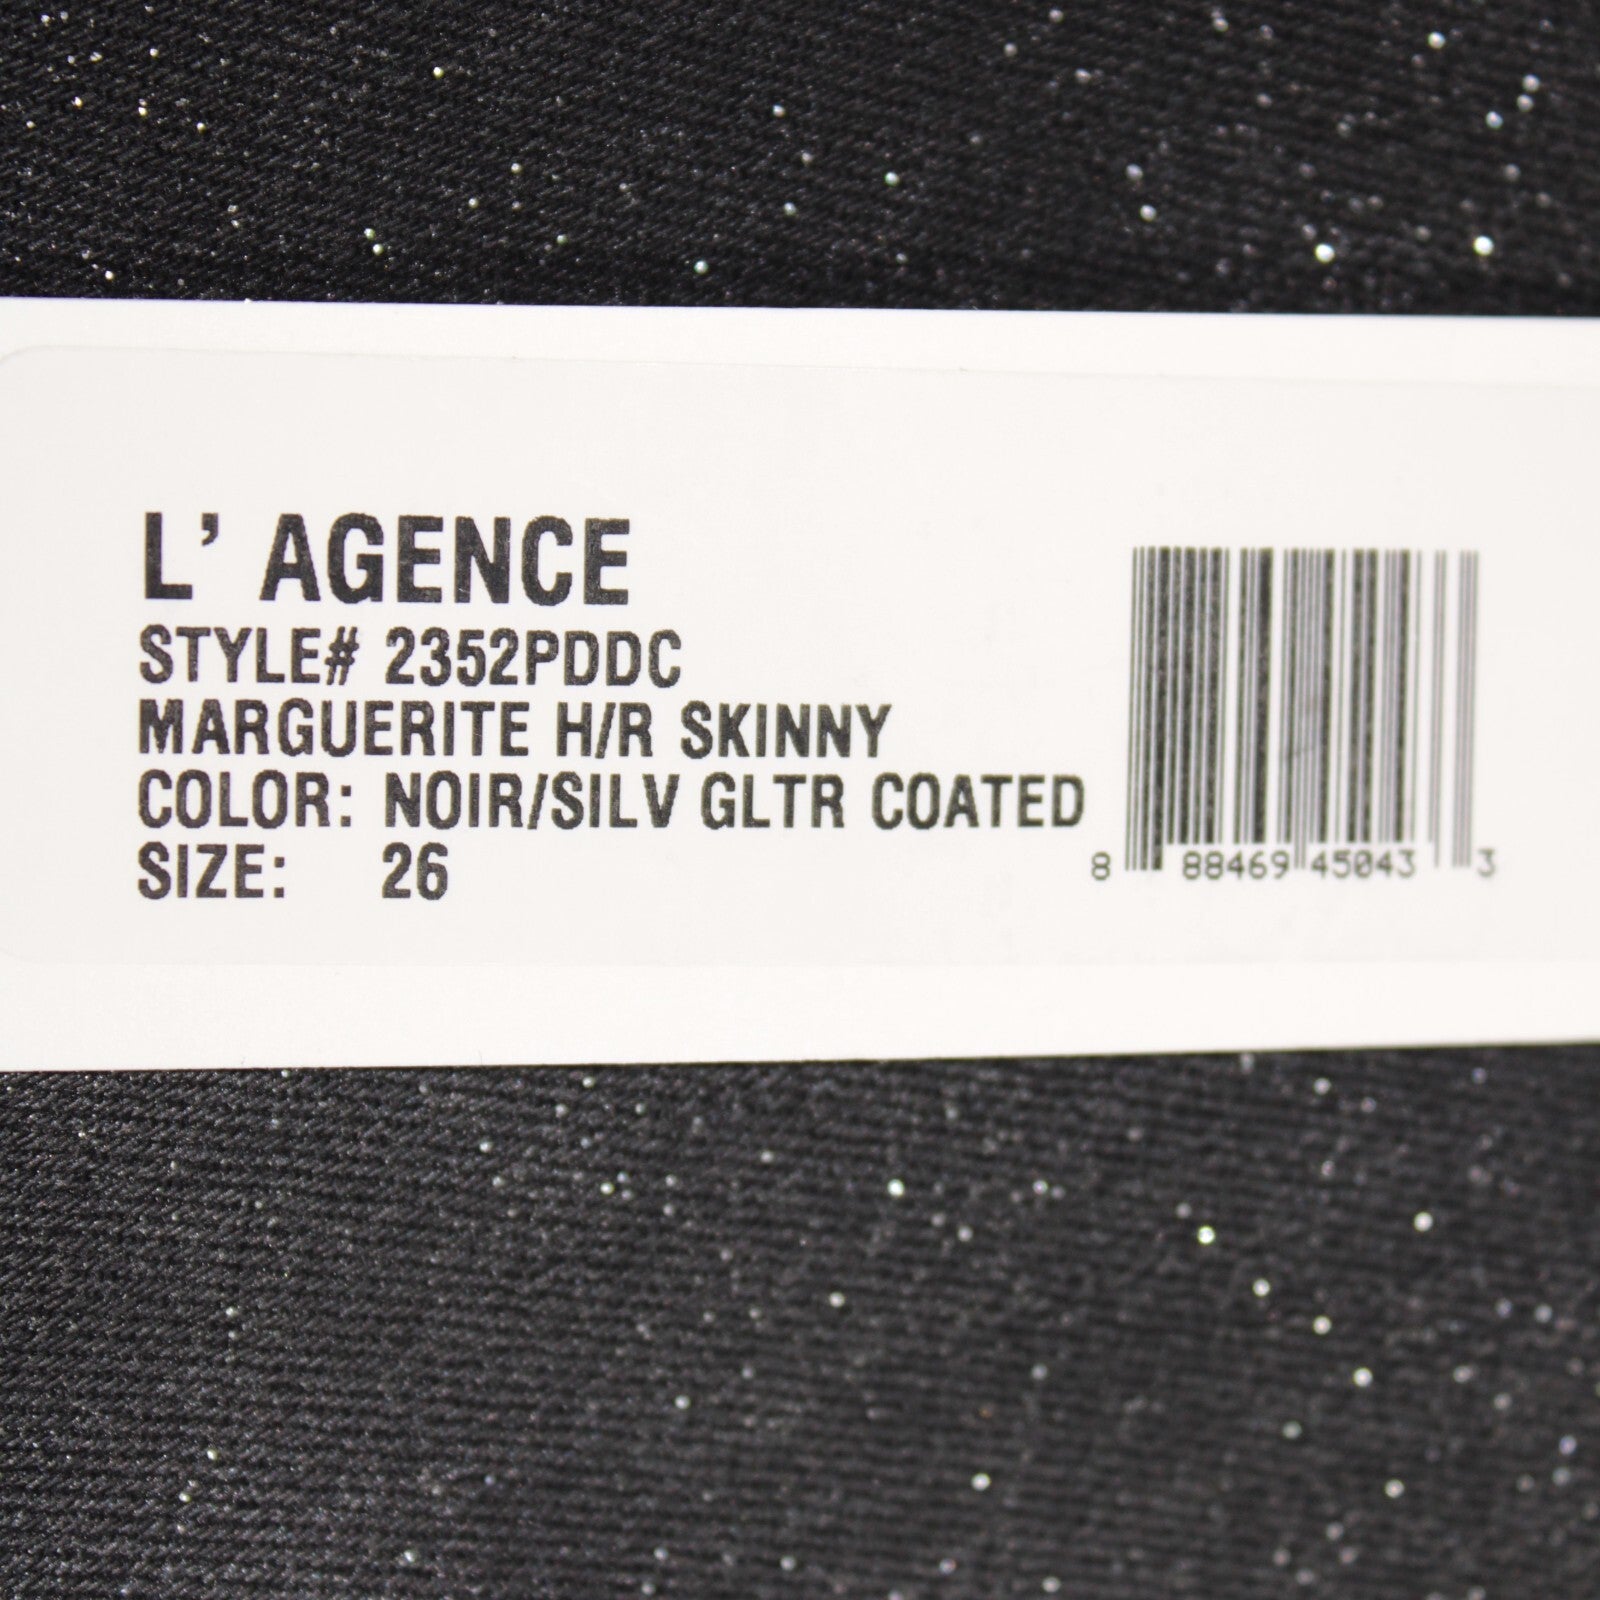 L' AGENCE
STYLE# 2352PDDC
MARGUERITE H/R SKINNY
COLOR: NOIR/SILV GLTR COATED
SIZE: 26
8 88469 45043 3